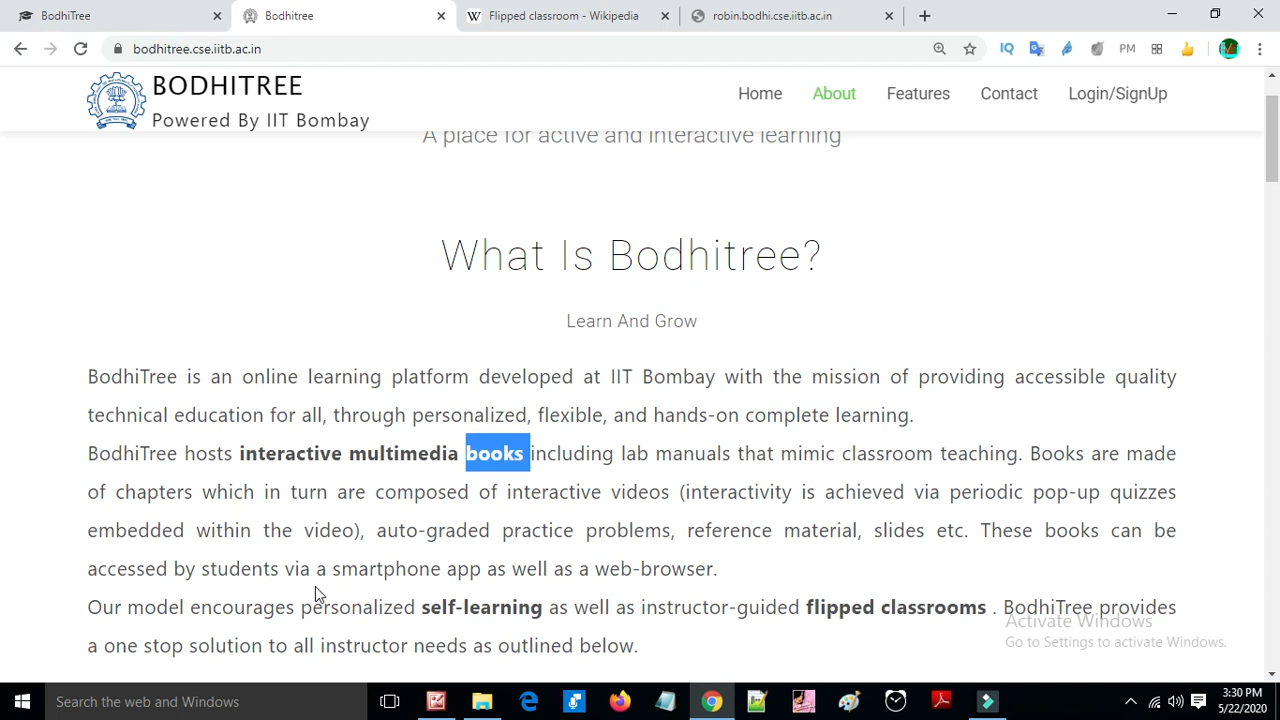 BodhiTree
Bodhitree
Flipped classroom - Wikipedia
robin.bodhi.cse.iitb.ac.in
bodhitree.cse.iitb.ac.in
IQ
PM
BODHITREE
Powered By IIT Bombay
Home
About
Features
Contact
Login/SignUp
A place for active and interactive learning
What Is Bodhitree?
Learn And Grow
BodhiTree is an online learning platform developed at IIT Bombay with the mission of providing accessible quality
technical education for all, through personalized, flexible, and hands-on complete learning.
BodhiTree hosts interactive multimedia books including lab manuals that mimic classroom teaching. Books are made
of chapters which in turn are composed of interactive videos (interactivity is achieved via periodic pop-up quizzes
embedded within the video), auto-graded practice problems, reference material, slides etc. These books can be
accessed by students via a smartphone app as well as a web-browser.
Our model encourages personalized self-learning as well as instructor-guided flipped classrooms . BodhiTree provides
a one stop solution to all instructor needs as outlined below.
Activate Windows
Go to Settings to activate Windows.
Search the web and Windows
3:30 PM
5/22/2020